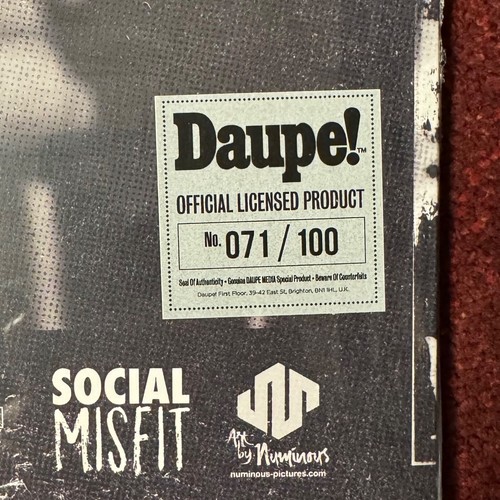 Daupe!™
OFFICIAL LICENSED PRODUCT
No. 071 / 100
Seal Of Authenticity • Genuine DAUPE MEDIA Special Product • Beware Of Counterfeits
Daupe! First Floor, 39-42 East St, Brighton, BN1 1HL, U.K.
SOCIAL
MISFIT
Art
by Numinous
numinous-pictures.com